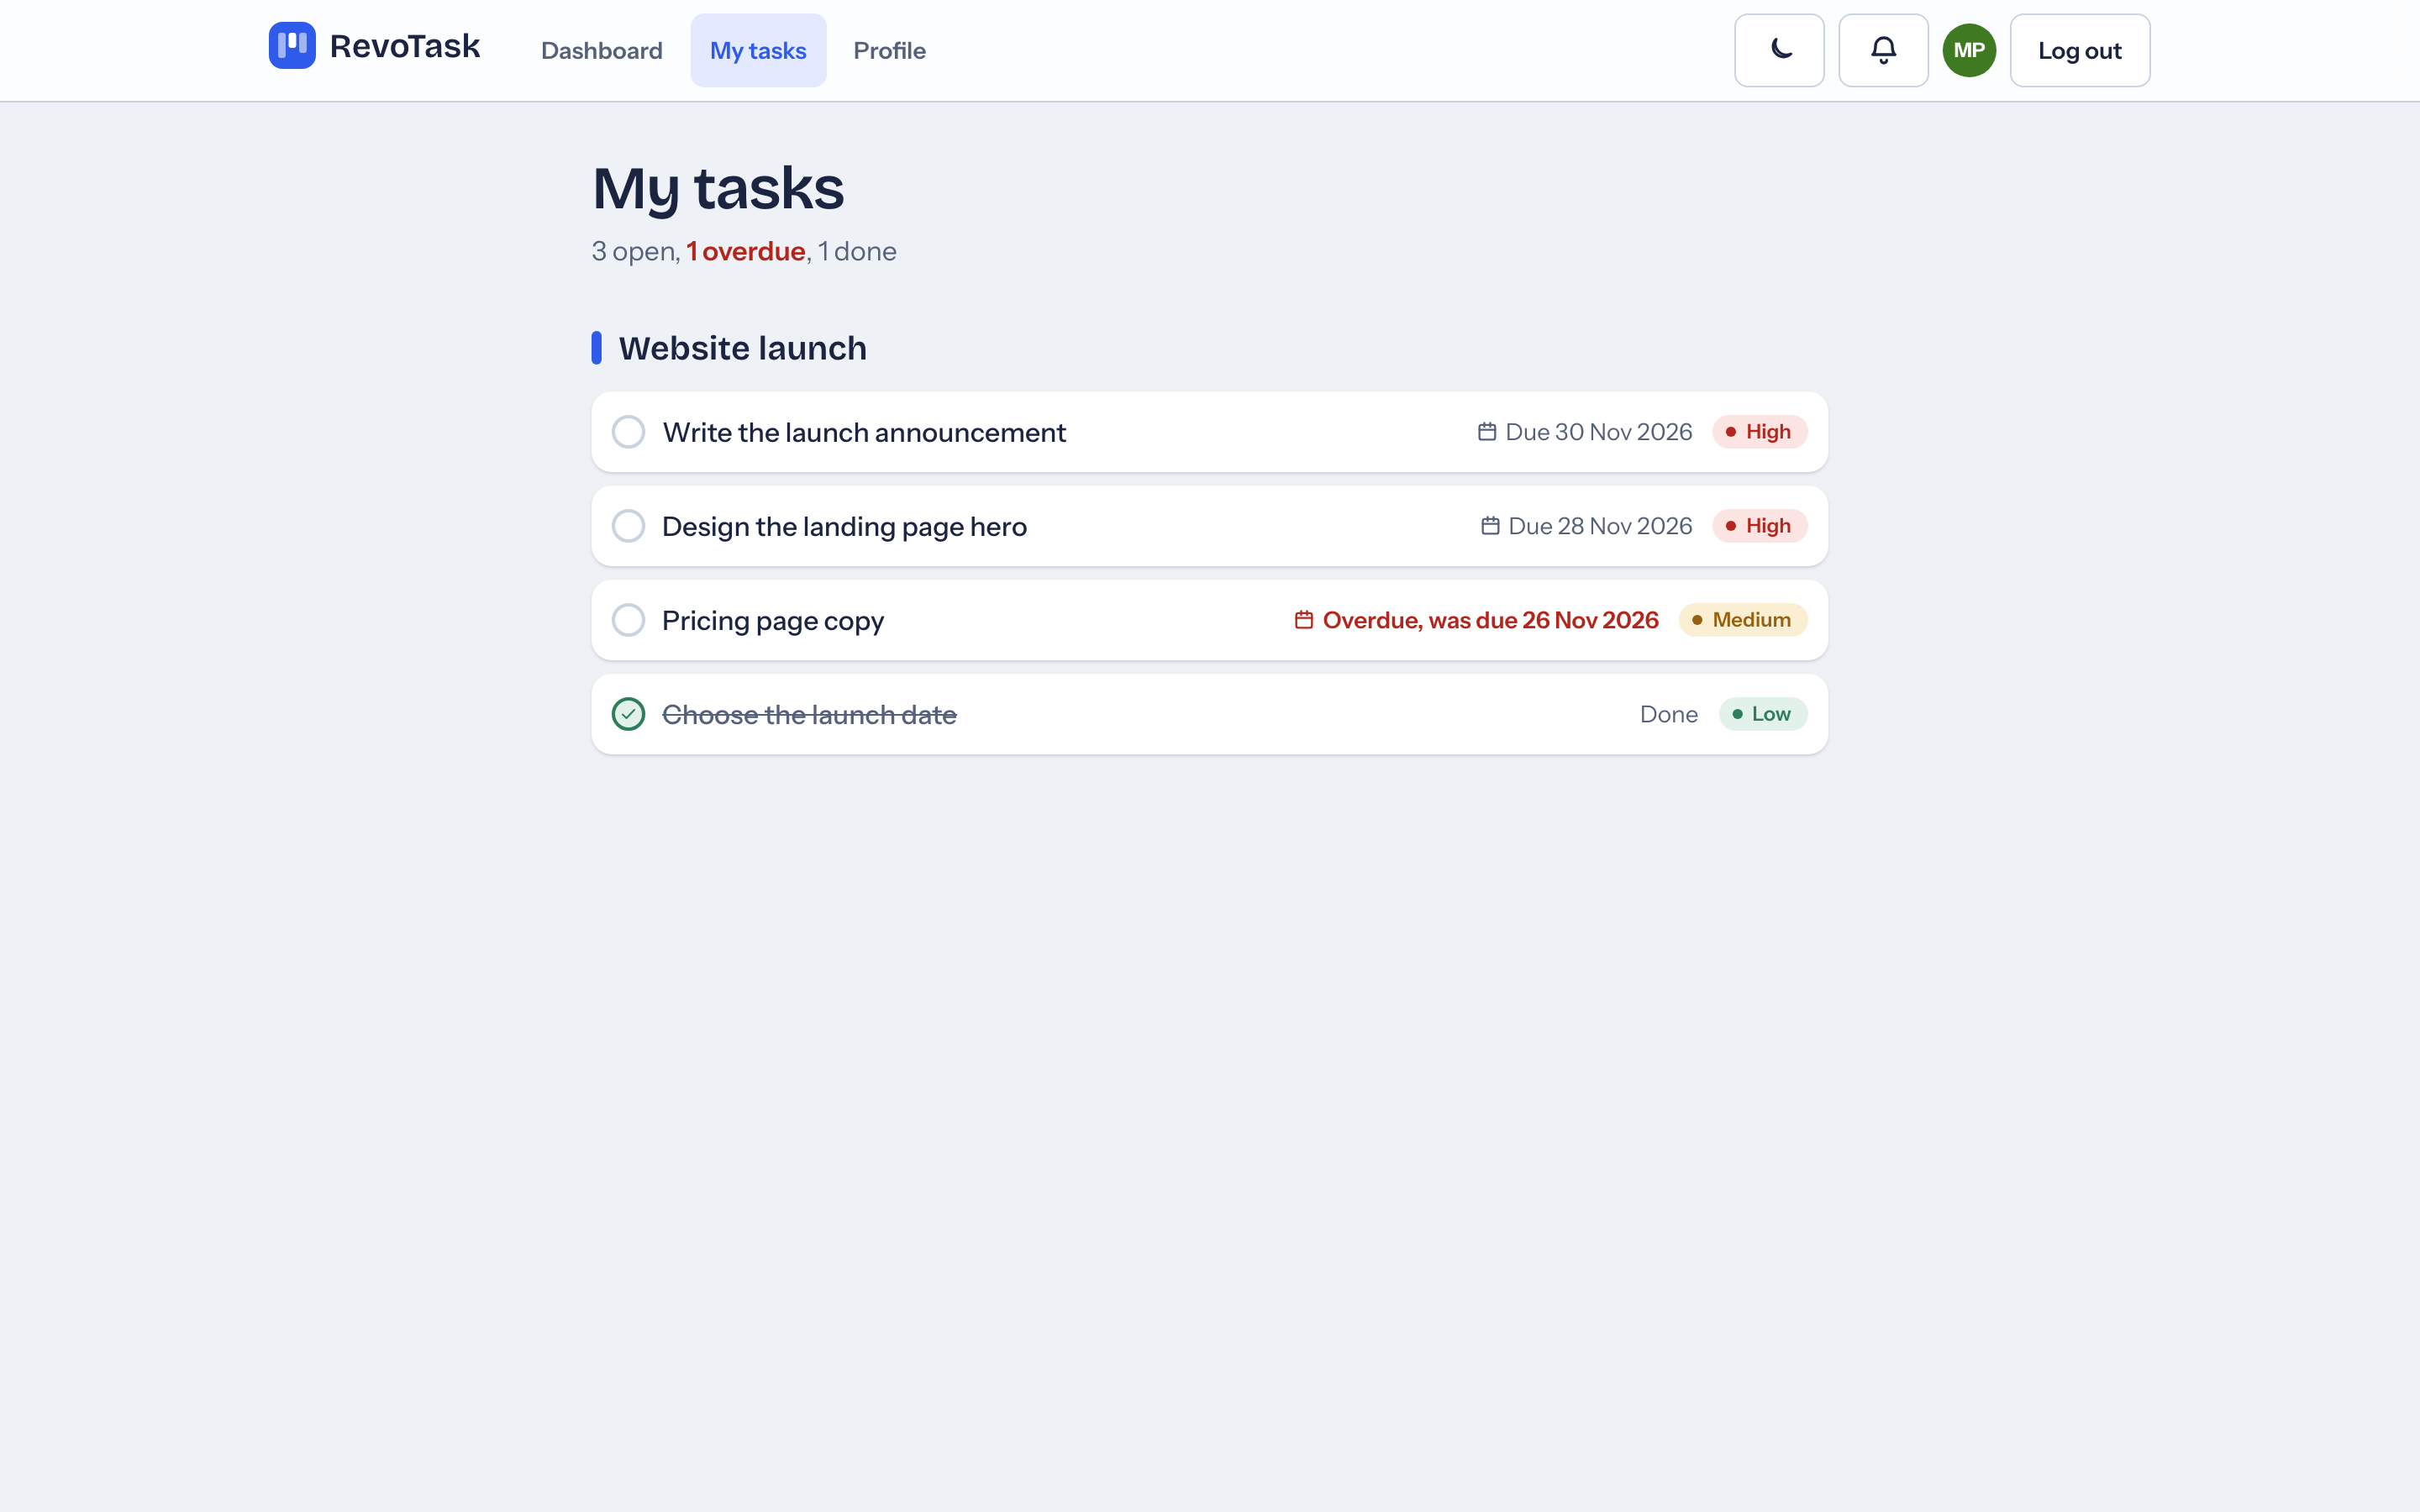 RevoTask Dashboard My tasks Profile MP Log out
My tasks
3 open, 1 overdue, 1 done
Website launch
Write the launch announcement Due 30 Nov 2026 High
Design the landing page hero Due 28 Nov 2026 High
Pricing page copy Overdue, was due 26 Nov 2026 Medium
Choose the launch date Done Low